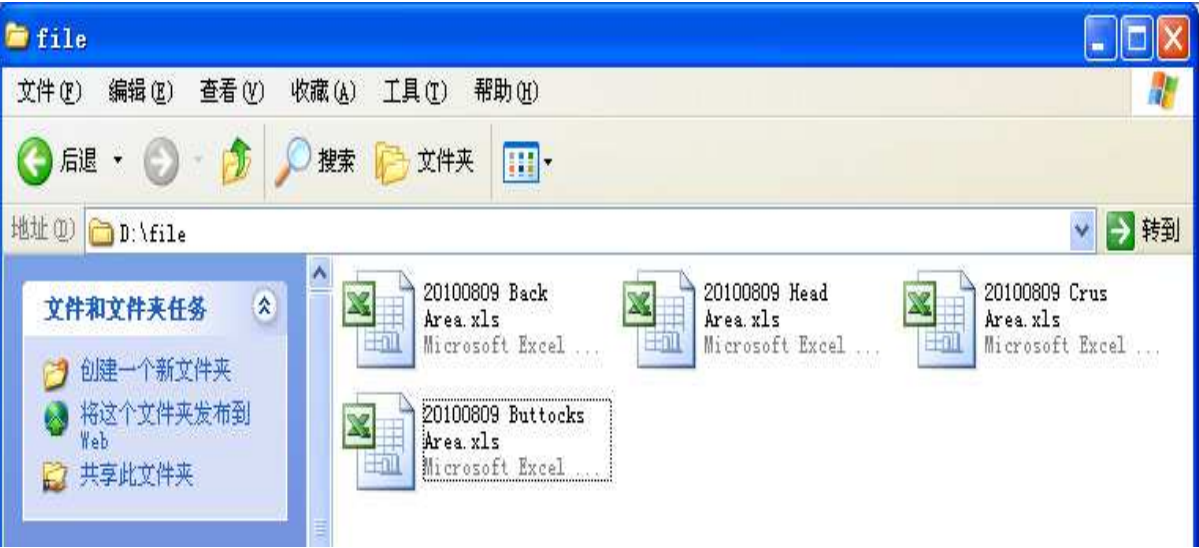 file
文件(F) 编辑(E) 查看(V) 收藏(A) 工具(T) 帮助(H)
后退 搜索 文件夹
地址(D) D:\file 转到
文件和文件夹任务
创建一个新文件夹
将这个文件夹发布到
Web
共享此文件夹
20100809 Back
Area.xls
Microsoft Excel ...
20100809 Head
Area.xls
Microsoft Excel ...
20100809 Crus
Area.xls
Microsoft Excel ...
20100809 Buttocks
Area.xls
Microsoft Excel ...